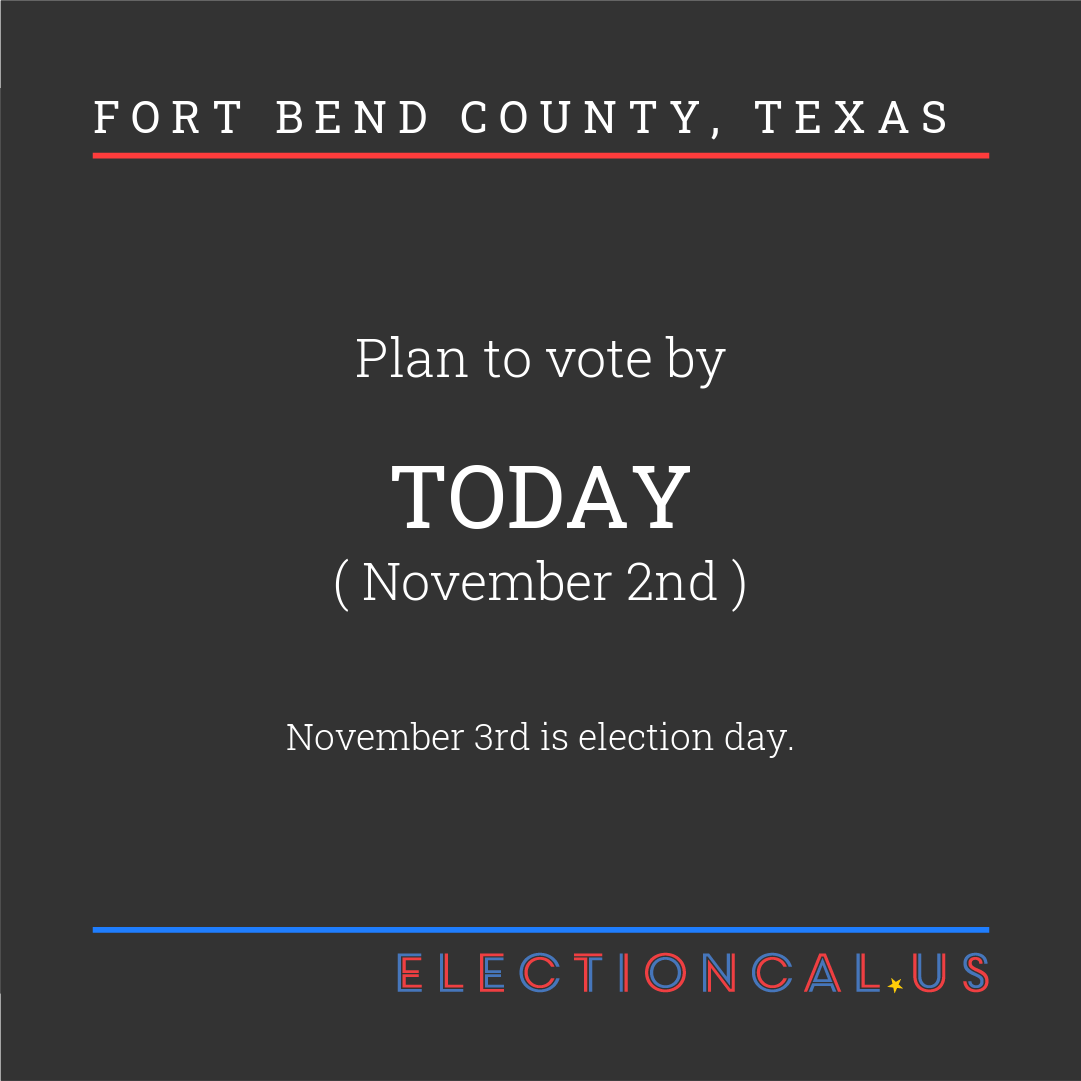 FORT BEND COUNTY, TEXAS
Plan to vote by
TODAY
( November 2nd )
November 3rd is election day.
ELECTIONCAL.US